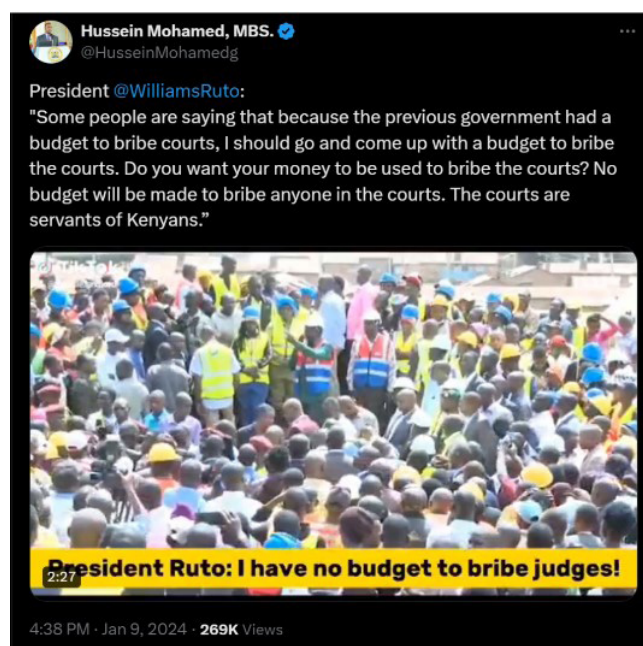 Hussein Mohamed, MBS.
@HusseinMohamedg
President @WilliamsRuto:
"Some people are saying that because the previous government had a
budget to bribe courts, I should go and come up with a budget to bribe
the courts. Do you want your money to be used to bribe the courts? No
budget will be made to bribe anyone in the courts. The courts are
servants of Kenyans.”
TikTok
President Ruto: I have no budget to bribe judges!
2:27
4:38 PM · Jan 9, 2024 · 269K Views